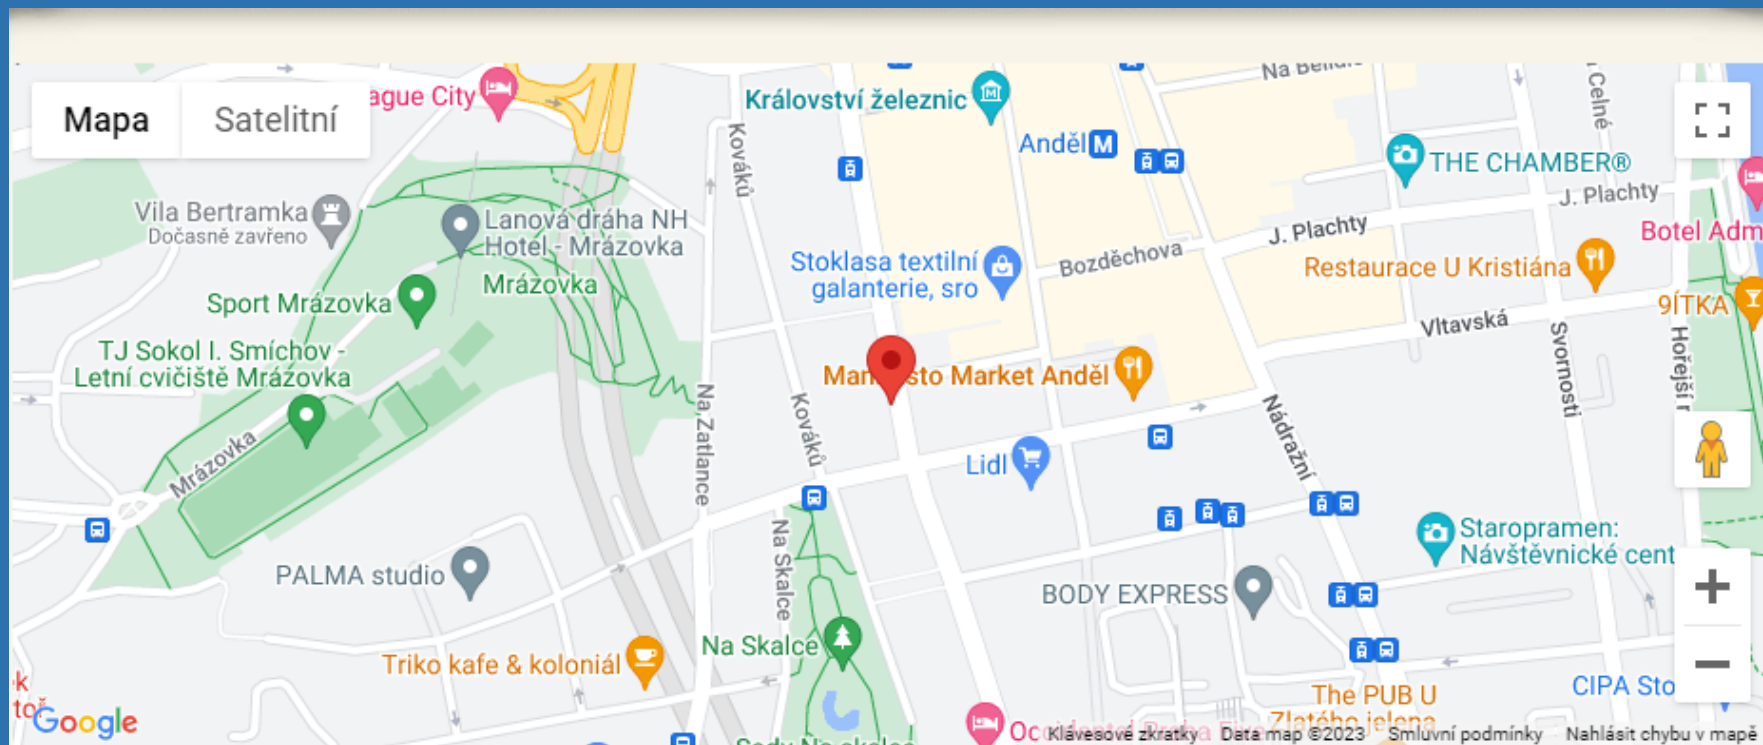 Na Bělidle
Celné
ague City
Mapa
Satelitní
Království železnic
Kováků
Anděl M
THE CHAMBER®
J. Plachty
Vila Bertramka
Dočasně zavřeno
Lanová dráha NH
Hotel - Mrázovka
J. Plachty
Botel Adm
Stoklasa textilní
galanterie, sro
Bozděchova
Restaurace U Kristiána
Mrázovka
Sport Mrázovka
9ÍTKA
Vltavská
Svornosti
Hořejší n
TJ Sokol I. Smíchov -
Letní cvičiště Mrázovka
Market Anděl
Na Zatlance
Kováků
Nádražní
Mrázovka
Lidl
Na Skalce
Staropramen:
Návštěvnické cent
PALMA studio
BODY EXPRESS
Na Skalce
Triko kafe & koloniál
k
The PUB U
Zlatého jelena
CIPA Sto
Google
Klávesové zkratky
Data map ©2023
Smluvní podmínky
Nahlásit chybu v mapě